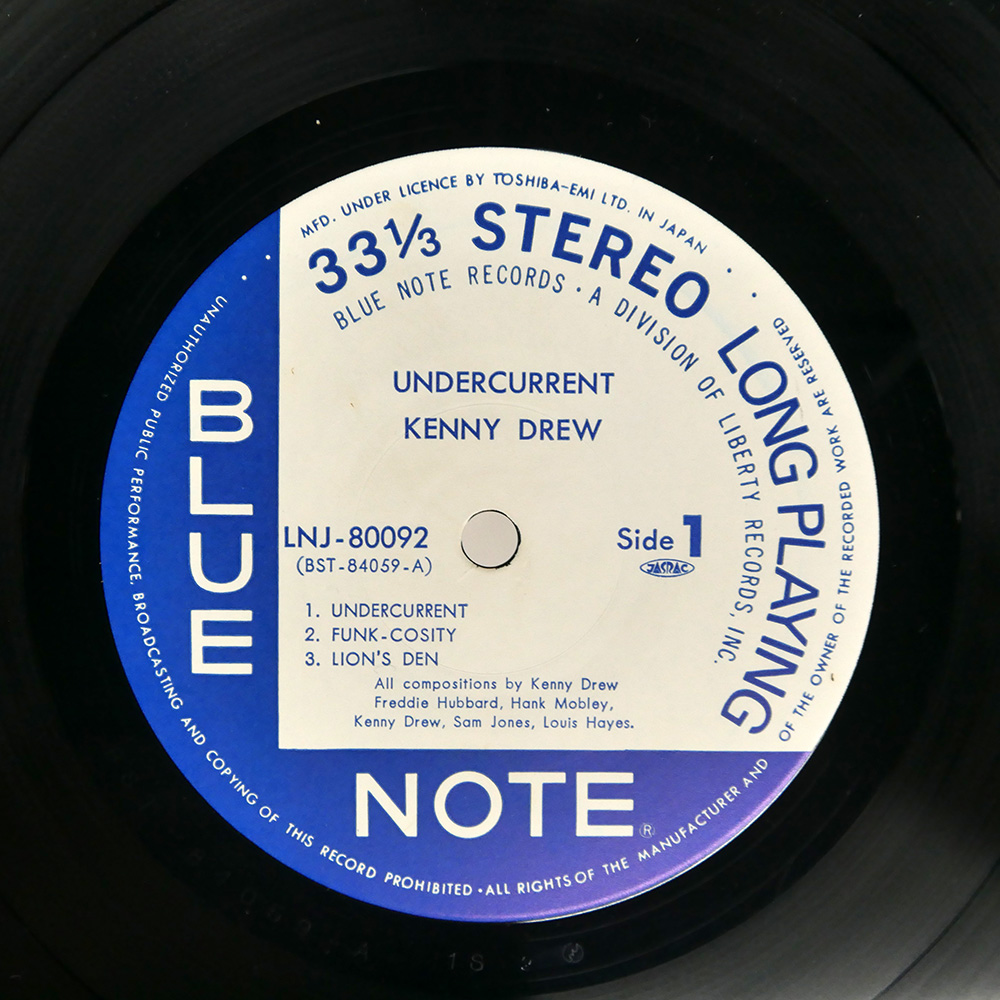 MFD. UNDER LICENCE BY TOSHIBA-EMI LTD. IN JAPAN
33⅓ STEREO LONG PLAYING
BLUE NOTE RECORDS · A DIVISION OF LIBERTY RECORDS, INC.
UNDERCURRENT
KENNY DREW
BLUE
LNJ-80092
(BST-84059-A)
Side 1
JASRAC
1. UNDERCURRENT
2. FUNK-COSITY
3. LION'S DEN
All compositions by Kenny Drew
Freddie Hubbard, Hank Mobley,
Kenny Drew, Sam Jones, Louis Hayes.
NOTE®
UNAUTHORIZED PUBLIC PERFORMANCE, BROADCASTING AND COPYING OF THIS RECORD PROHIBITED · ALL RIGHTS OF THE MANUFACTURER AND OF THE OWNER OF THE RECORDED WORK ARE RESERVED
1S